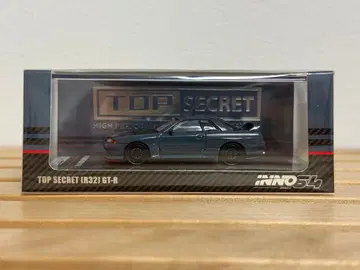 TOP SECRET
TOP SECRET (R32) GT-R
INNO64